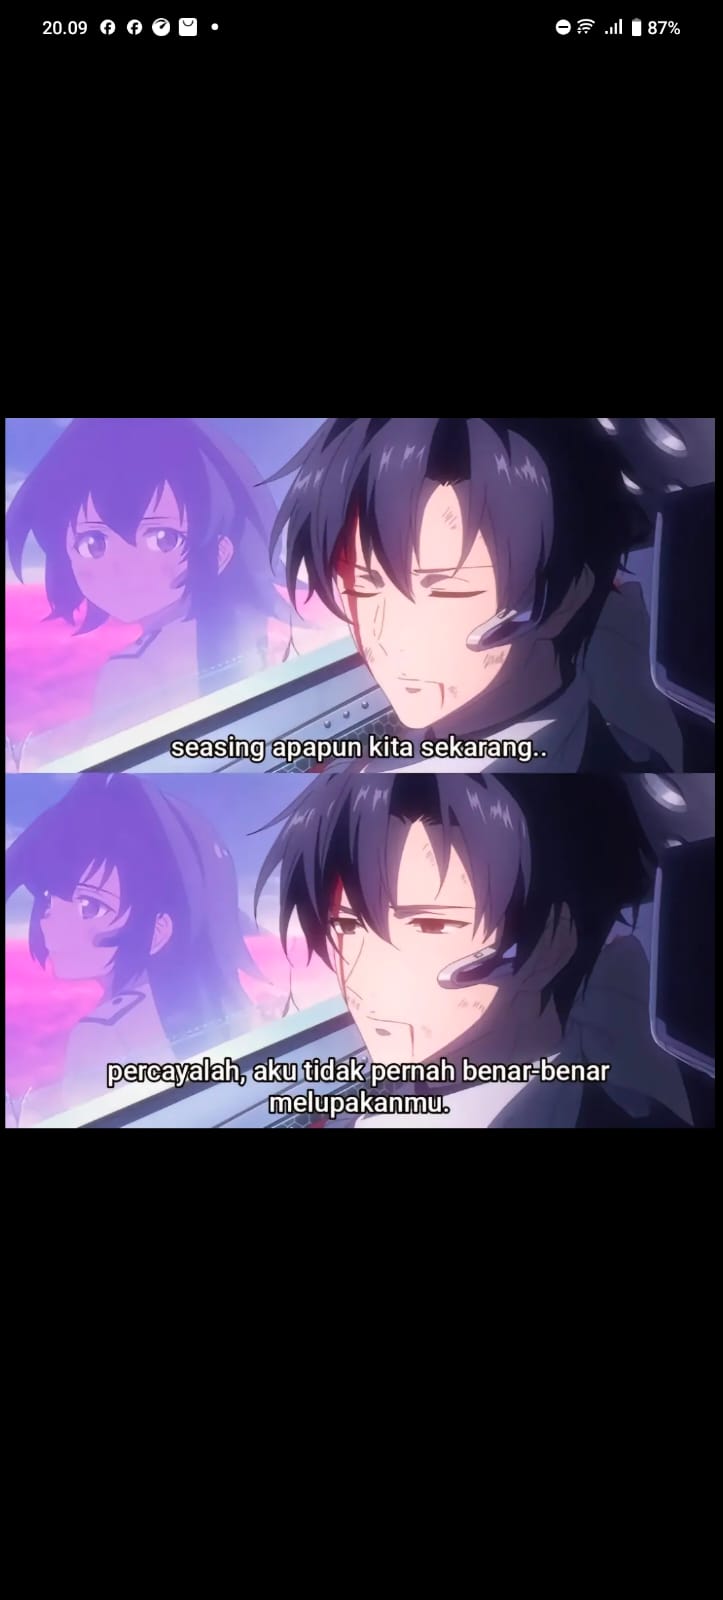 20.09
87%
seasing apapun kita sekarang..
percayalah, aku tidak pernah benar-benar
melupakanmu.